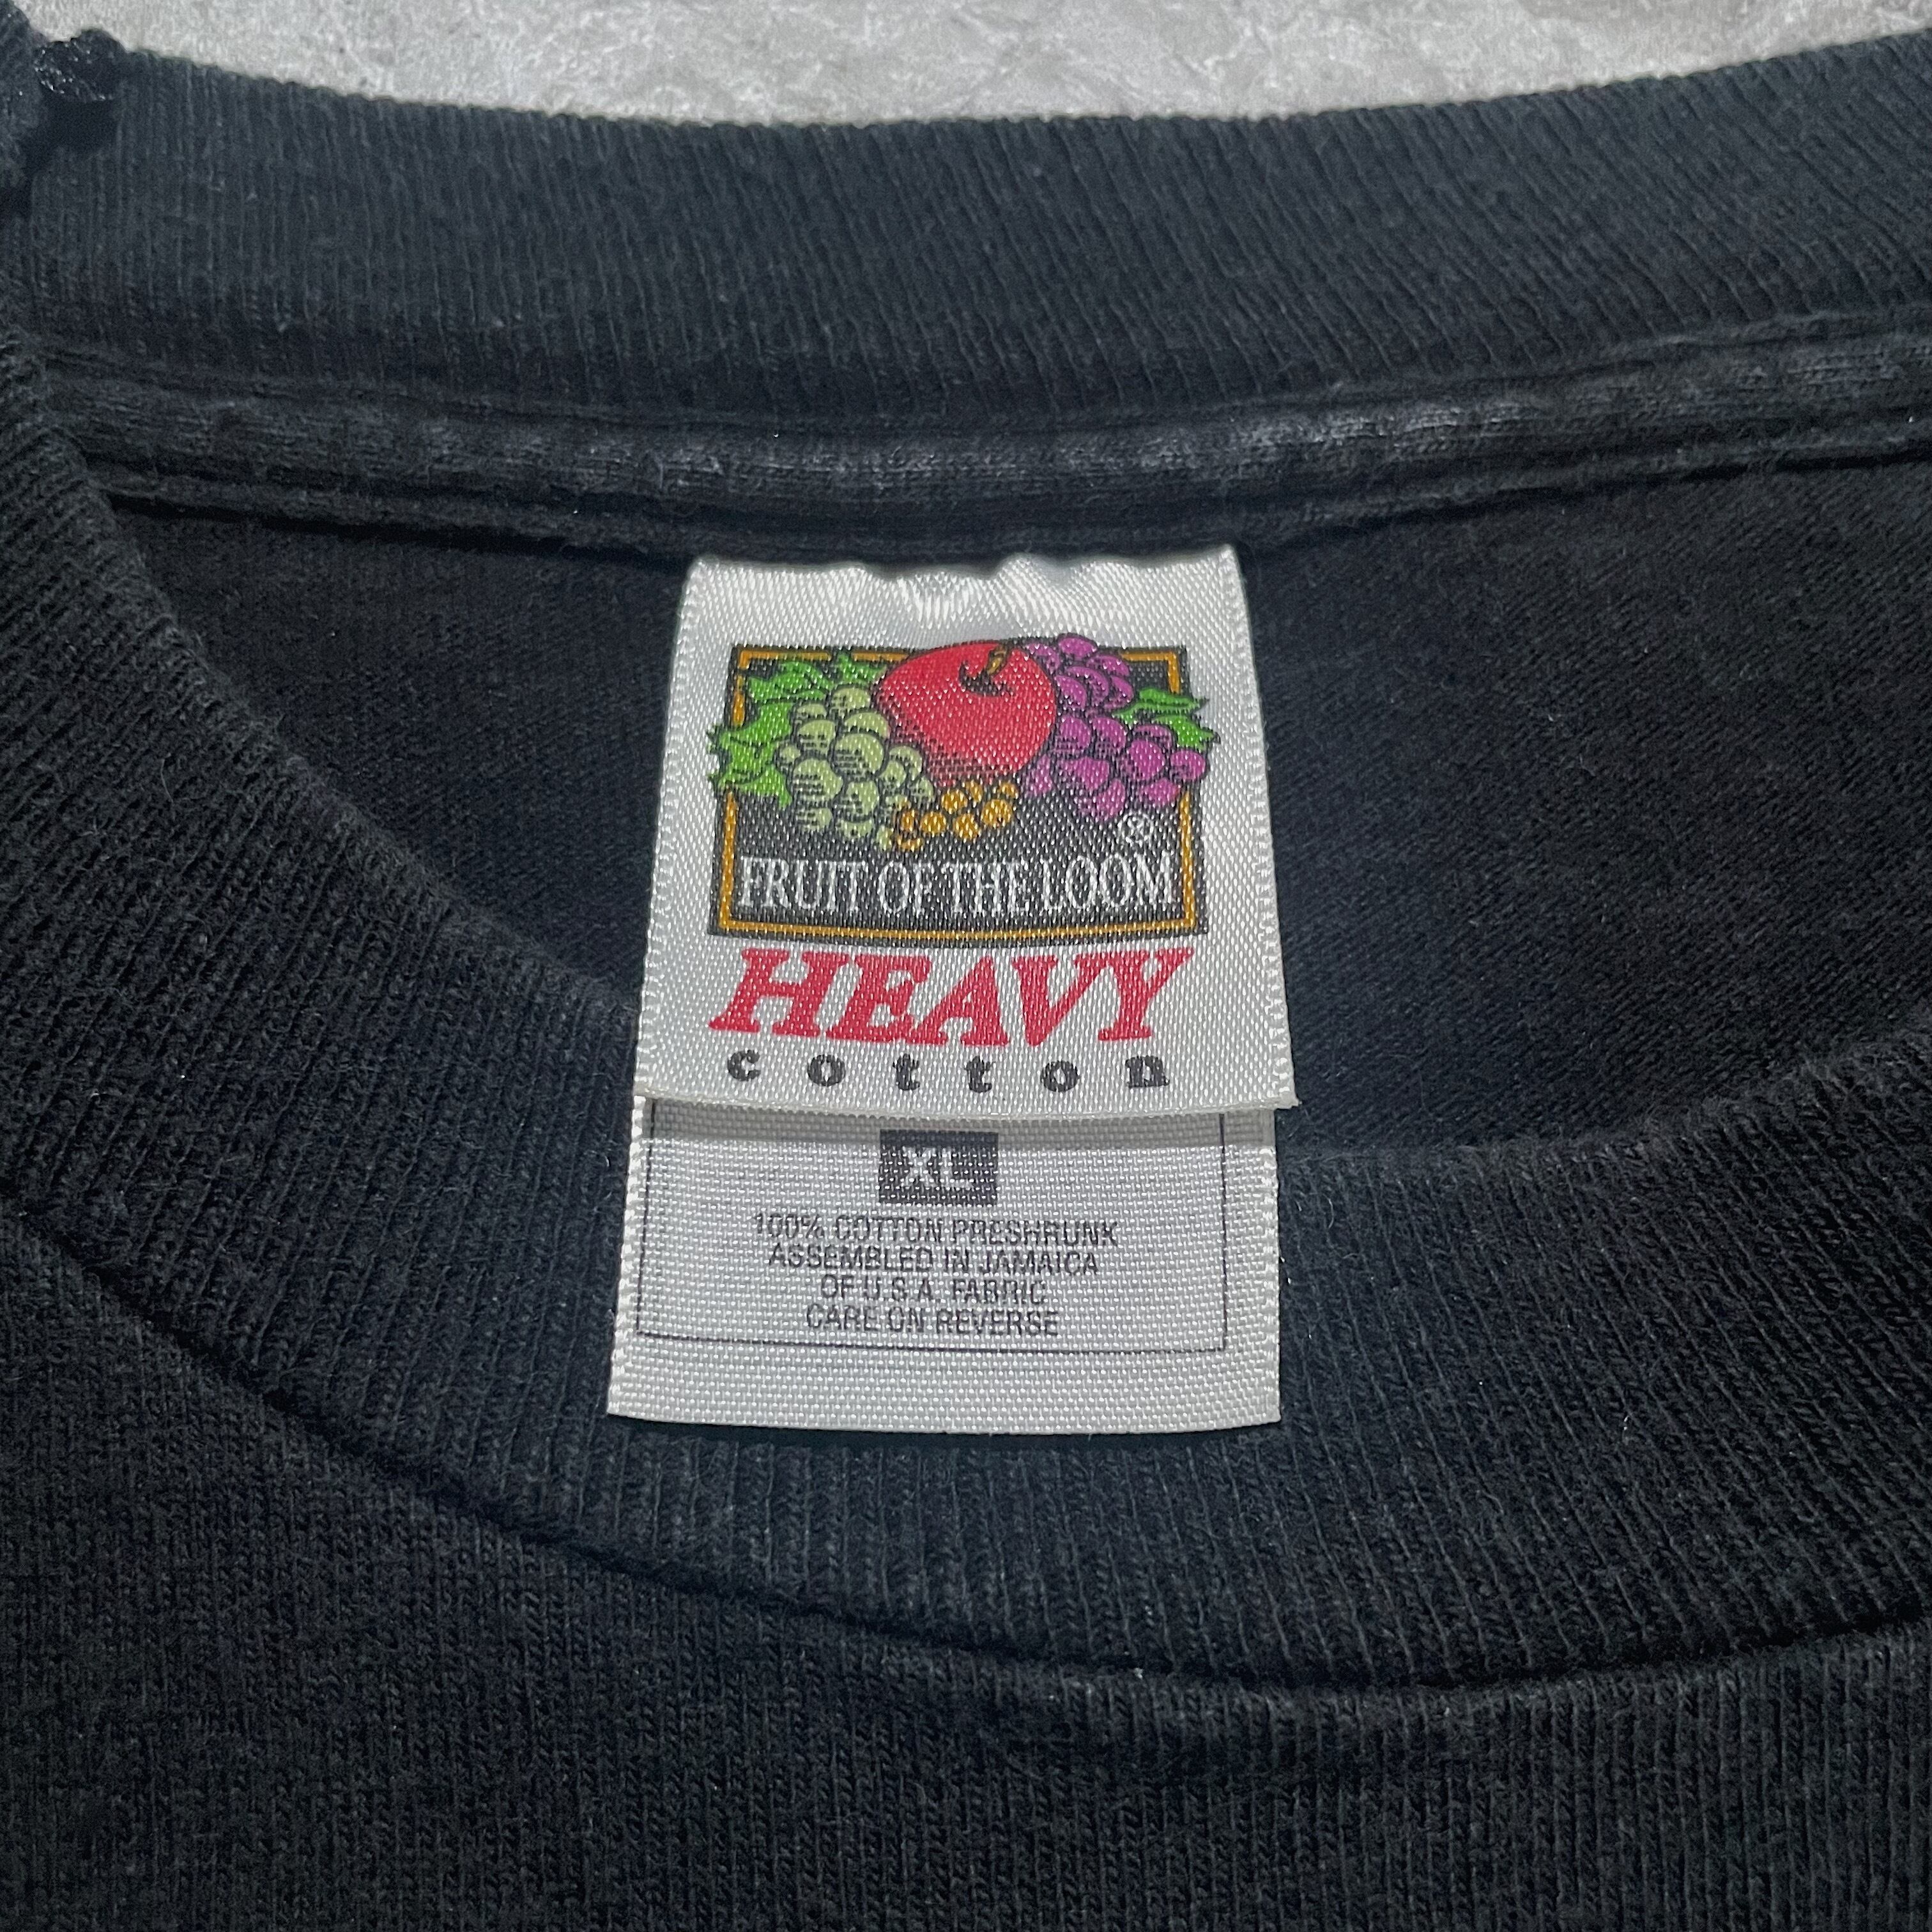 ®
FRUIT OF THE LOOM
HEAVY
cotton
XL
100% COTTON PRESHRUNK
ASSEMBLED IN JAMAICA
OF U.S.A. FABRIC
CARE ON REVERSE